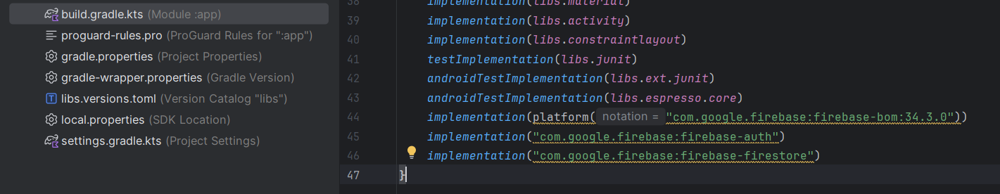 build.gradle.kts (Module :app)
proguard-rules.pro (ProGuard Rules for ":app")
gradle.properties (Project Properties)
gradle-wrapper.properties (Gradle Version)
libs.versions.toml (Version Catalog "libs")
local.properties (SDK Location)
settings.gradle.kts (Project Settings)
38 implementation(libs.material)
39 implementation(libs.activity)
40 implementation(libs.constraintlayout)
41 testImplementation(libs.junit)
42 androidTestImplementation(libs.ext.junit)
43 androidTestImplementation(libs.espresso.core)
44 implementation(platform( notation = "com.google.firebase:firebase-bom:34.3.0"))
45 implementation("com.google.firebase:firebase-auth")
46 implementation("com.google.firebase:firebase-firestore")
47 }